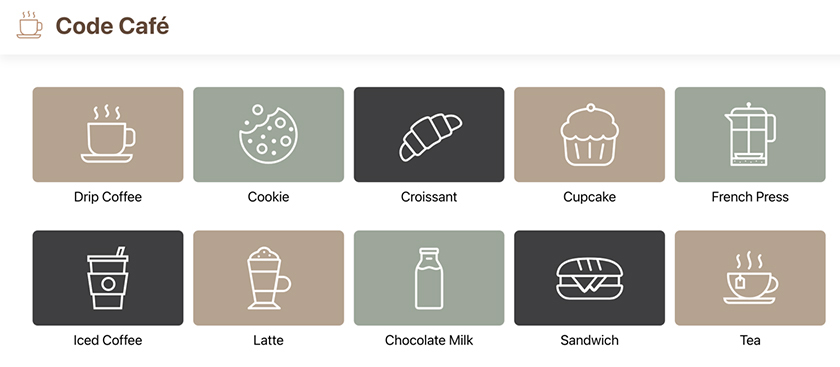 Code Café
Drip Coffee
Cookie
Croissant
Cupcake
French Press
Iced Coffee
Latte
Chocolate Milk
Sandwich
Tea